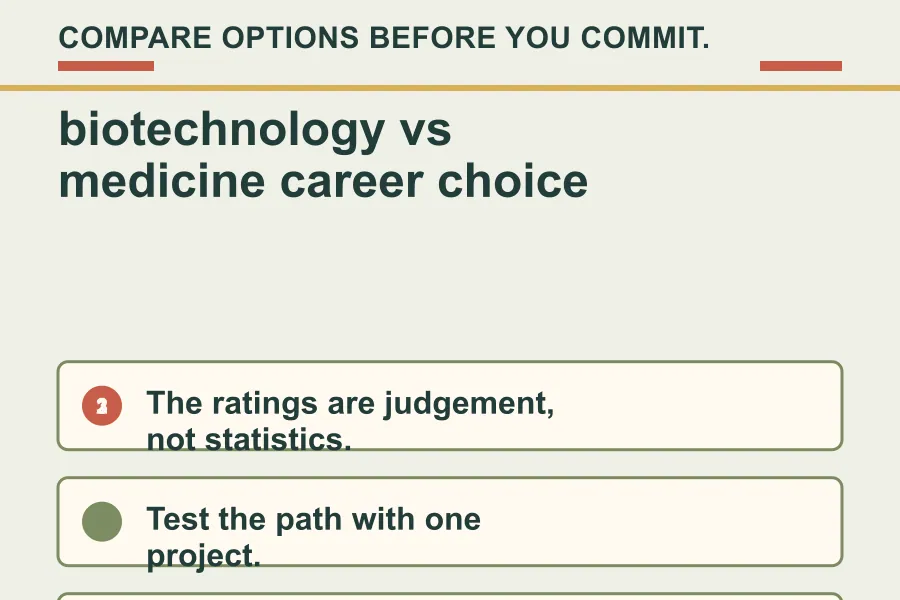 COMPARE OPTIONS BEFORE YOU COMMIT.
biotechnology vs
medicine career choice
The ratings are judgement,
not statistics.
Test the path with one
project.